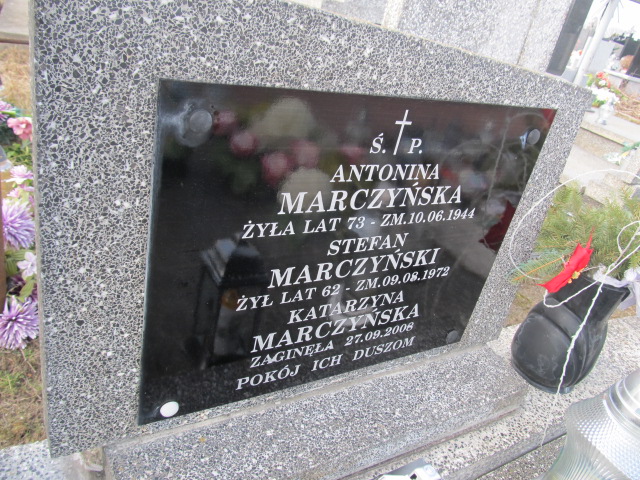 Ś. P.
ANTONINA
MARCZYŃSKA
ŻYŁA LAT 73 - ZM.10.06.1944
STEFAN
MARCZYŃSKI
ŻYŁ LAT 62 - ZM.09.08.1972
KATARZYNA
MARCZYŃSKA
ZAGINĘŁA 27.09.2006
POKÓJ ICH DUSZOM